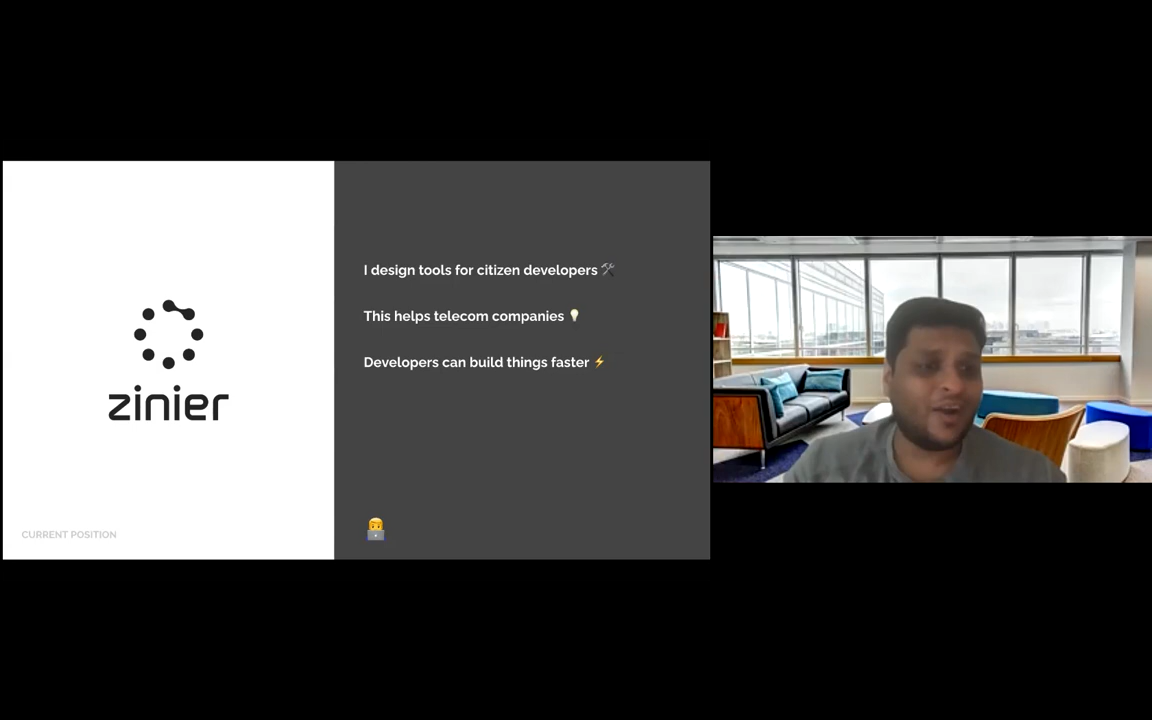 zinier
CURRENT POSITION
I design tools for citizen developers 🛠️
This helps telecom companies 💡
Developers can build things faster ⚡